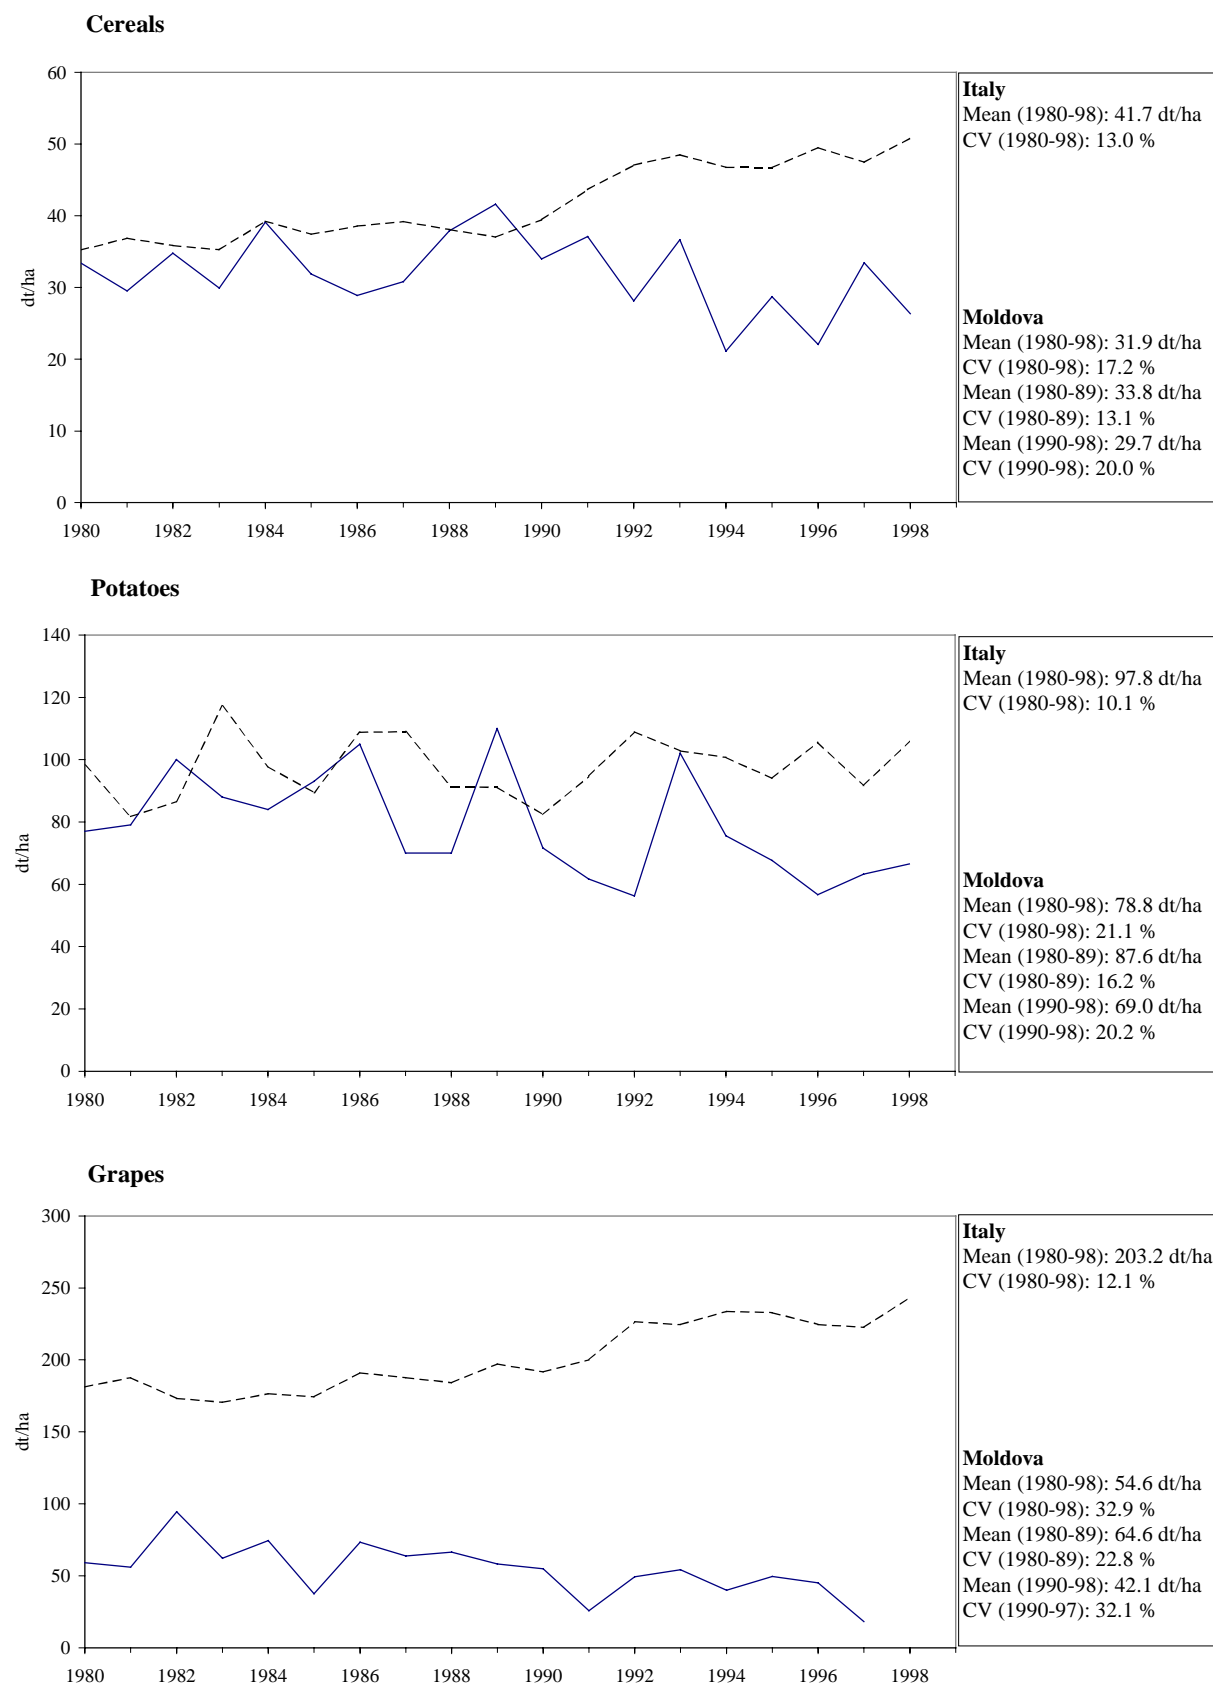 Cereals
60
50
40
30
20
10
0
dt/ha
1980 1982 1984 1986 1988 1990 1992 1994 1996 1998
Italy
Mean (1980-98): 41.7 dt/ha
CV (1980-98): 13.0 %
Moldova
Mean (1980-98): 31.9 dt/ha
CV (1980-98): 17.2 %
Mean (1980-89): 33.8 dt/ha
CV (1980-89): 13.1 %
Mean (1990-98): 29.7 dt/ha
CV (1990-98): 20.0 %
Potatoes
140
120
100
80
60
40
20
0
dt/ha
1980 1982 1984 1986 1988 1990 1992 1994 1996 1998
Italy
Mean (1980-98): 97.8 dt/ha
CV (1980-98): 10.1 %
Moldova
Mean (1980-98): 78.8 dt/ha
CV (1980-98): 21.1 %
Mean (1980-89): 87.6 dt/ha
CV (1980-89): 16.2 %
Mean (1990-98): 69.0 dt/ha
CV (1990-98): 20.2 %
Grapes
300
250
200
150
100
50
0
dt/ha
1980 1982 1984 1986 1988 1990 1992 1994 1996 1998
Italy
Mean (1980-98): 203.2 dt/ha
CV (1980-98): 12.1 %
Moldova
Mean (1980-98): 54.6 dt/ha
CV (1980-98): 32.9 %
Mean (1980-89): 64.6 dt/ha
CV (1980-89): 22.8 %
Mean (1990-98): 42.1 dt/ha
CV (1990-97): 32.1 %